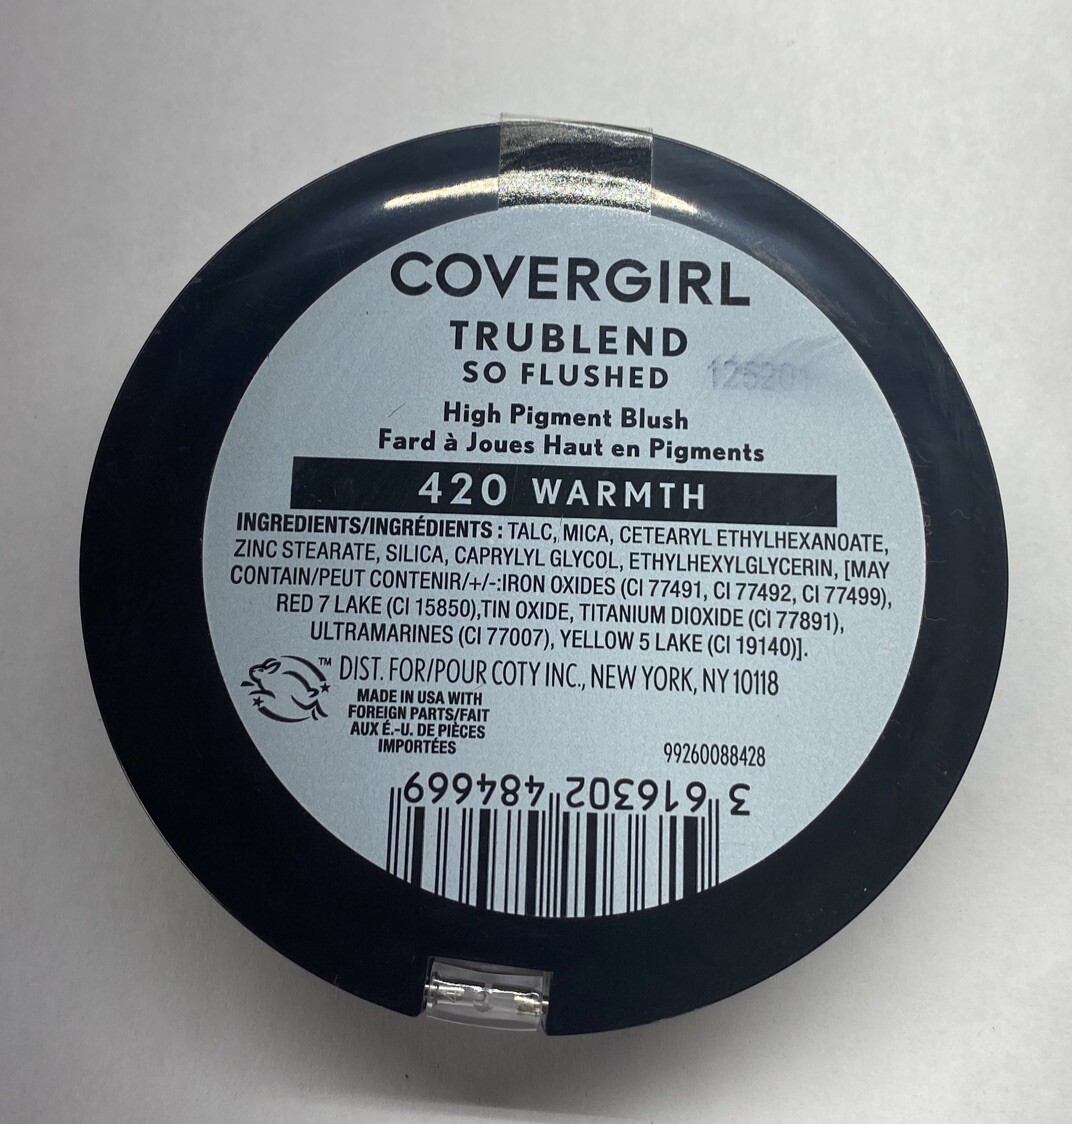 COVERGIRL
TRUBLEND
SO FLUSHED
High Pigment Blush
Fard à Joues Haut en Pigments
420 WARMTH
INGREDIENTS/INGRÉDIENTS : TALC, MICA, CETEARYL ETHYLHEXANOATE,
ZINC STEARATE, SILICA, CAPRYLYL GLYCOL, ETHYLHEXYLGLYCERIN, [MAY
CONTAIN/PEUT CONTENIR/+/-:IRON OXIDES (CI 77491, CI 77492, CI 77499),
RED 7 LAKE (CI 15850),TIN OXIDE, TITANIUM DIOXIDE (CI 77891),
ULTRAMARINES (CI 77007), YELLOW 5 LAKE (CI 19140)].
™ DIST. FOR/POUR COTY INC., NEW YORK, NY 10118
MADE IN USA WITH
FOREIGN PARTS/FAIT
AUX É.-U. DE PIÈCES
IMPORTÉES
99260088428
3 616302 484669